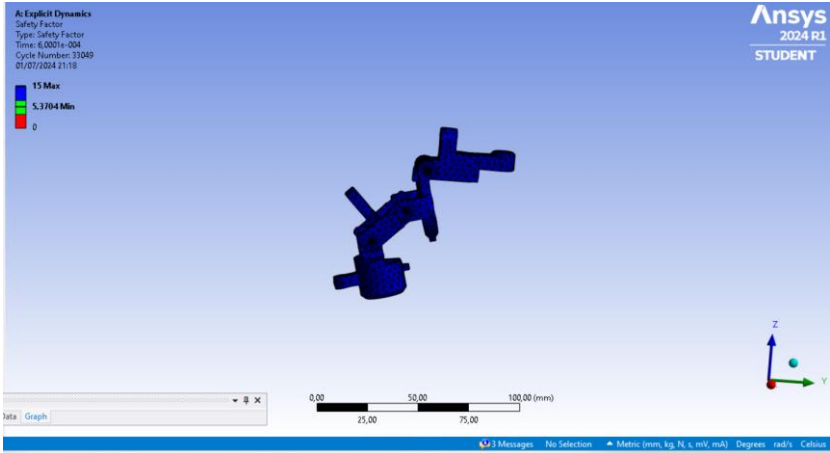 A: Explicit Dynamics
Safety Factor
Type: Safety Factor
Time: 6,0001e-004
Cycle Number: 33049
01/07/2024 21:18
15 Max
5.3704 Min
0
Ansys
2024 R1
STUDENT
Z
Y
0,00 50,00 100,00 (mm)
25,00 75,00
Data Graph
3 Messages No Selection Metric (mm, kg, N, s, mV, mA) Degrees rad/s Celsius